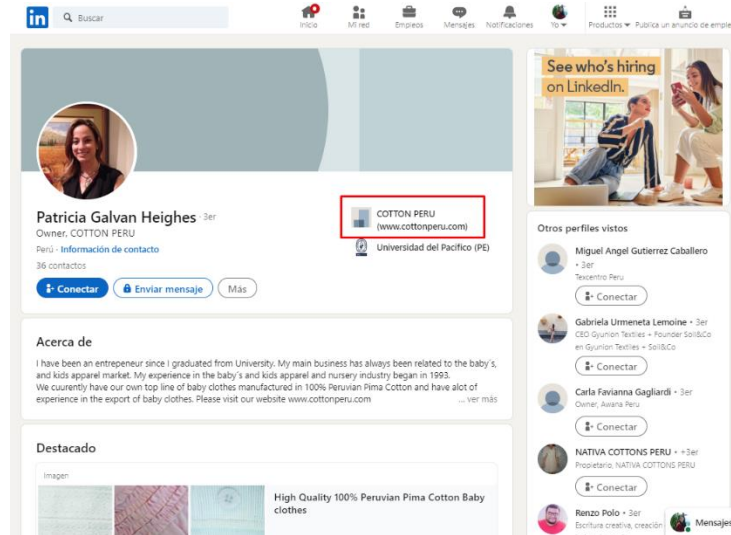 in
Buscar
Inicio
Mi red
Empleos
Mensajes
Notificaciones
Yo
Productos
Publica un anuncio de emple
See who's hiring
on LinkedIn.
Patricia Galvan Heighes · 3er
Owner, COTTON PERU
Perú · Información de contacto
36 contactos
Conectar
Enviar mensaje
Más
COTTON PERU
(www.cottonperu.com)
Universidad del Pacífico (PE)
Acerca de
I have been an entrepeneur since I graduated from University. My main business has always been related to the baby´s,
and kids apparel market. My experience in the baby´s and kids apparel and nursery industry began in 1993.
We cuurently have our own top line of baby clothes manufactured in 100% Peruvian Pima Cotton and have alot of
experience in the export of baby clothes. Please visit our website www.cottonperu.com
... ver más
Destacado
Imagen
High Quality 100% Peruvian Pima Cotton Baby
clothes
Otros perfiles vistos
Miguel Angel Gutierrez Caballero
• 3er
Texcentro Peru
Conectar
Gabriela Urmeneta Lemoine • 3er
CEO Gyunion Textiles + Founder Soli&Co
en Gyunion Textiles + Soli&Co
Conectar
Carla Favianna Gagliardi • 3er
Owner, Awana Peru
Conectar
NATIVA COTTONS PERU • +3er
Propietario, NATIVA COTTONS PERU
Conectar
Renzo Polo • 3er
Escritura creativa, creación
Mensajes